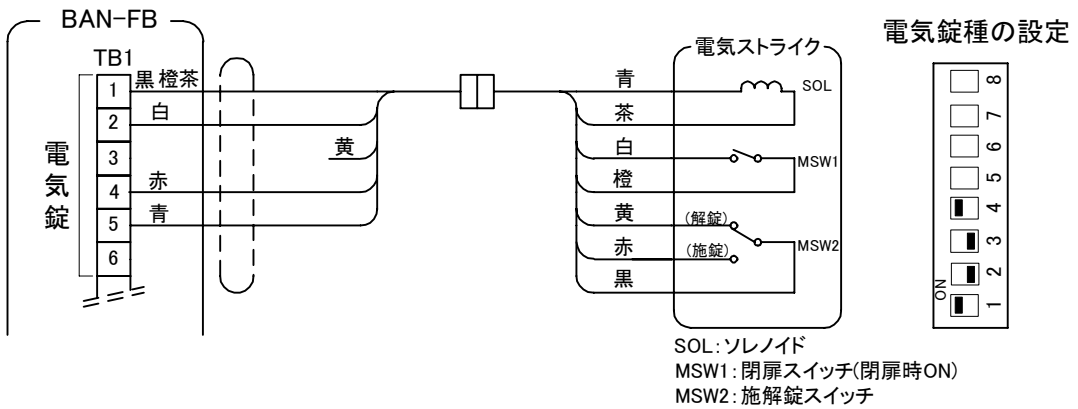 BAN-FB
TB1
電気錠
1 黒橙茶
2 白
3 黄
4 赤
5 青
6
電気ストライク
青 SOL
茶
白 MSW1
橙
黄 (解錠)
赤 (施錠) MSW2
黒
SOL:ソレノイド
MSW1:閉扉スイッチ(閉扉時ON)
MSW2:施解錠スイッチ
電気錠種の設定
8
7
6
5
4
3
2
1
ON